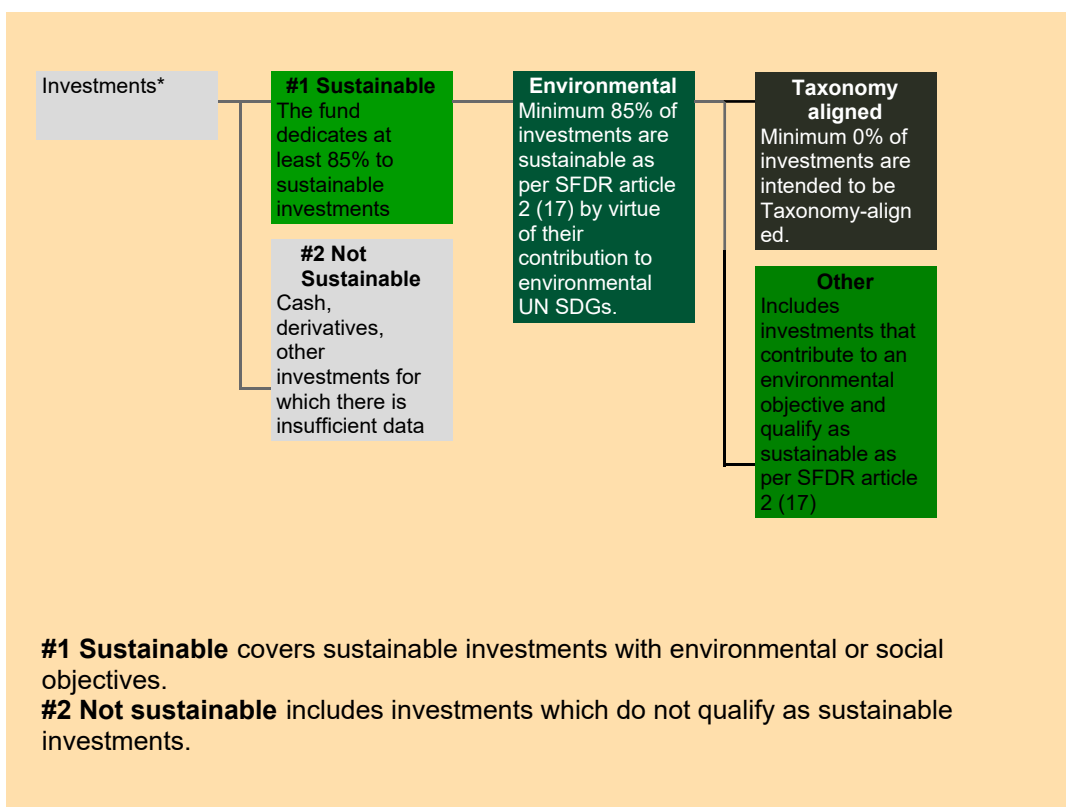 Investments*
#1 Sustainable
The fund
dedicates at
least 85% to
sustainable
investments
#2 Not
Sustainable
Cash,
derivatives,
other
investments for
which there is
insufficient data
Environmental
Minimum 85% of
investments are
sustainable as
per SFDR article
2 (17) by virtue
of their
contribution to
environmental
UN SDGs.
Taxonomy
aligned
Minimum 0% of
investments are
intended to be
Taxonomy-align
ed.
Other
Includes
investments that
contribute to an
environmental
objective and
qualify as
sustainable as
per SFDR article
2 (17)
#1 Sustainable covers sustainable investments with environmental or social
objectives.
#2 Not sustainable includes investments which do not qualify as sustainable
investments.